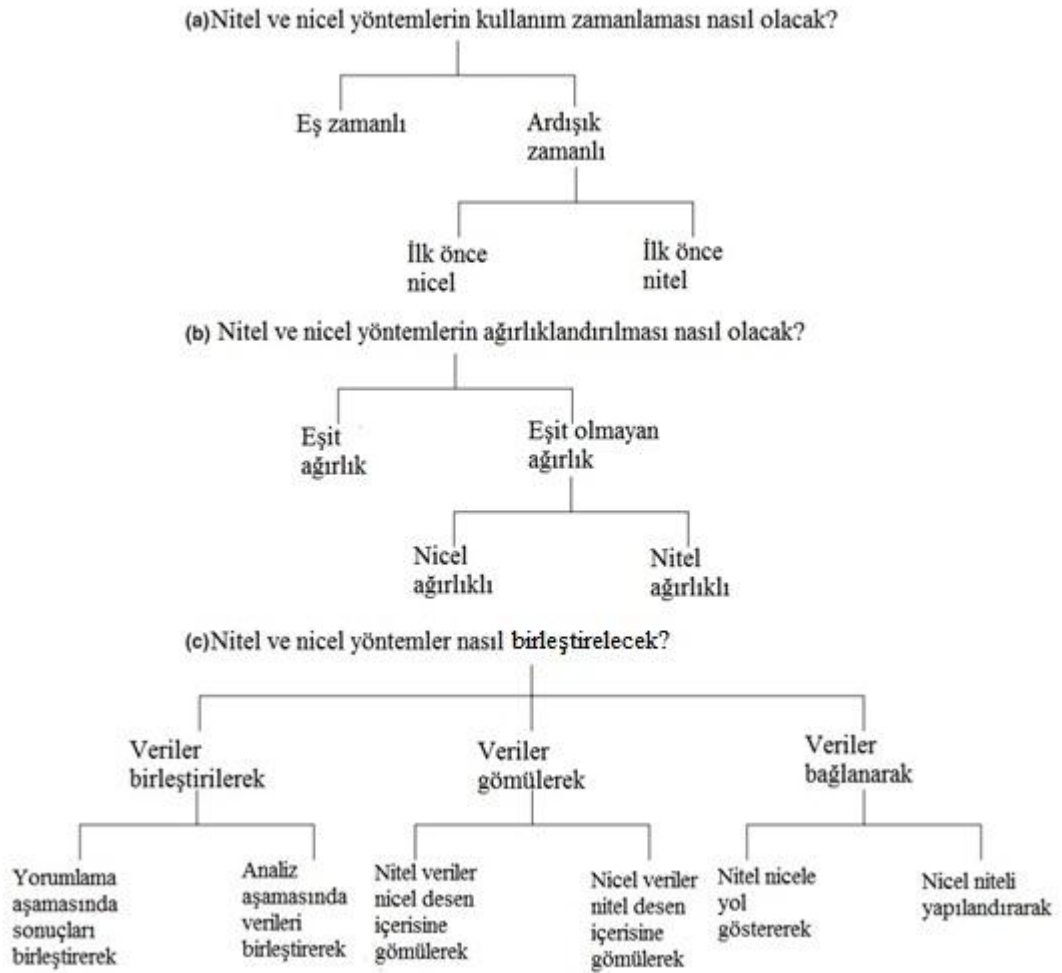 (a)Nitel ve nicel yöntemlerin kullanım zamanlaması nasıl olacak?
Eş zamanlı
Ardışık
zamanlı
İlk önce
nicel
İlk önce
nitel
(b) Nitel ve nicel yöntemlerin ağırlıklandırılması nasıl olacak?
Eşit
ağırlık
Eşit olmayan
ağırlık
Nicel
ağırlıklı
Nitel
ağırlıklı
(c)Nitel ve nicel yöntemler nasıl birleştirelecek?
Veriler
birleştirilerek
Veriler
gömülerek
Veriler
bağlanarak
Yorumlama
aşamasında
sonuçları
birleştirerek
Analiz
aşamasında
verileri
birleştirerek
Nitel veriler
nicel desen
içerisine
gömülerek
Nicel veriler
nitel desen
içerisine
gömülerek
Nitel nicele
yol
göstererek
Nicel niteli
yapılandırarak